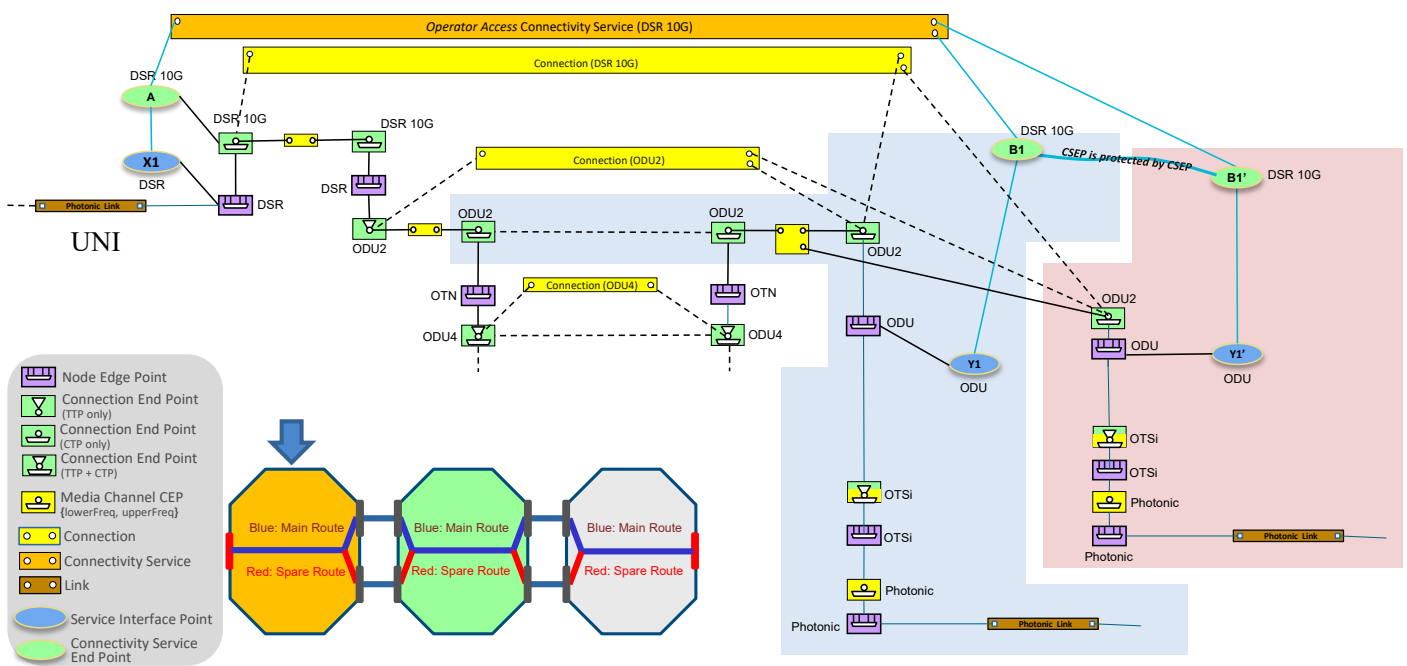 Operator Access Connectivity Service (DSR 10G)
Connection (DSR 10G)
DSR 10G
A
DSR 10G
DSR 10G
X1
DSR
DSR
Photonic Link
UNI
DSR
ODU2
Connection (ODU2)
ODU2
ODU2
ODU2
OTN
OTN
Connection (ODU4)
ODU4
ODU4
DSR 10G
B1
CSEP is protected by CSEP
B1'
DSR 10G
ODU
Y1
ODU
ODU2
ODU
Y1'
ODU
OTSi
OTSi
Photonic
Photonic
Photonic Link
OTSi
OTSi
Photonic
Photonic
Photonic Link
Node Edge Point
Connection End Point
(TTP only)
Connection End Point
(CTP only)
Connection End Point
(TTP + CTP)
Media Channel CEP
{lowerFreq, upperFreq}
Connection
Connectivity Service
Link
Service Interface Point
Connectivity Service
End Point
Blue: Main Route
Red: Spare Route
Blue: Main Route
Red: Spare Route
Blue: Main Route
Red: Spare Route